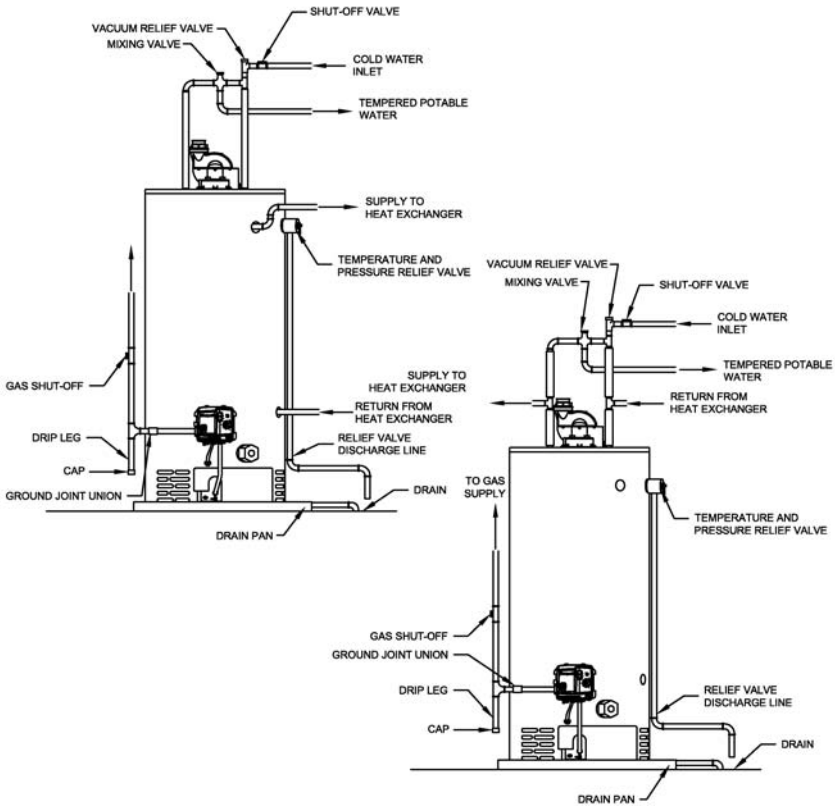 SHUT-OFF VALVE
VACUUM RELIEF VALVE
MIXING VALVE
COLD WATER
INLET
TEMPERED POTABLE
WATER
SUPPLY TO
HEAT EXCHANGER
TEMPERATURE AND
PRESSURE RELIEF VALVE
GAS SHUT-OFF
RETURN FROM
HEAT EXCHANGER
DRIP LEG
RELIEF VALVE
DISCHARGE LINE
CAP
GROUND JOINT UNION
DRAIN
DRAIN PAN
VACUUM RELIEF VALVE
MIXING VALVE
SHUT-OFF VALVE
COLD WATER
INLET
TEMPERED POTABLE
WATER
SUPPLY TO
HEAT EXCHANGER
RETURN FROM
HEAT EXCHANGER
TO GAS
SUPPLY
TEMPERATURE AND
PRESSURE RELIEF VALVE
GAS SHUT-OFF
GROUND JOINT UNION
DRIP LEG
RELIEF VALVE
DISCHARGE LINE
CAP
DRAIN
DRAIN PAN